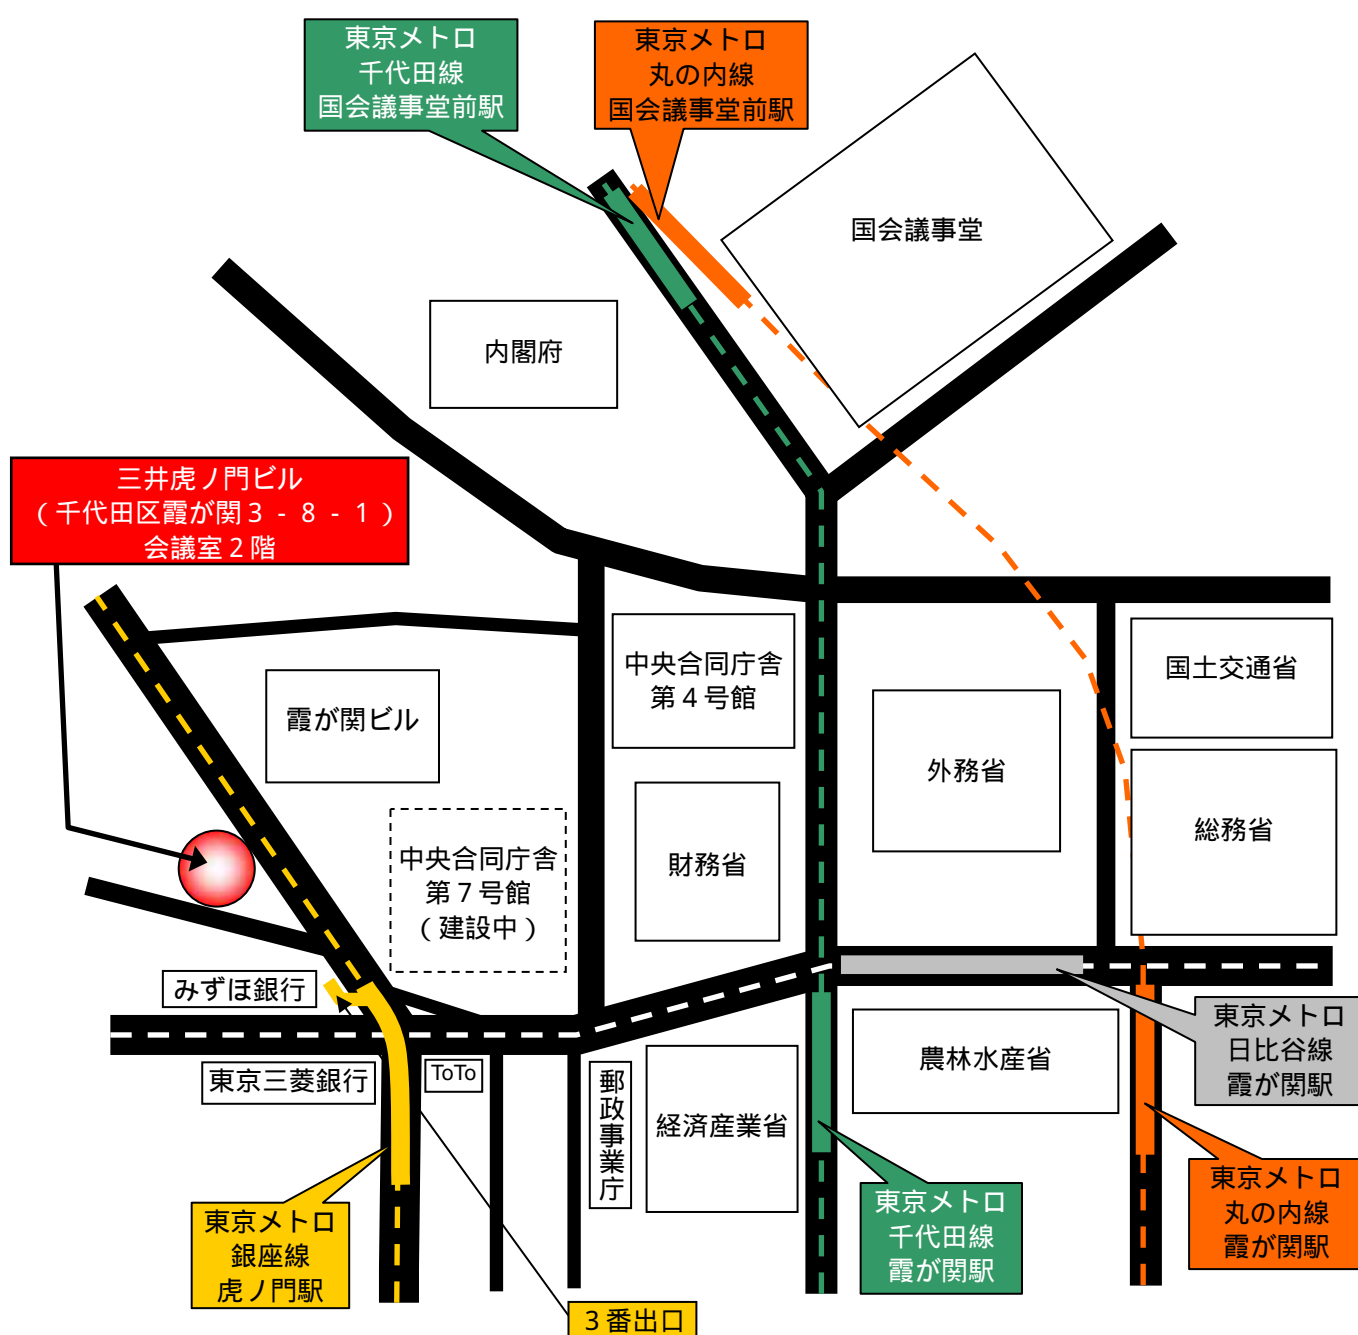 東京メトロ
千代田線
国会議事堂前駅
東京メトロ
丸の内線
国会議事堂前駅
国会議事堂
内閣府
三井虎ノ門ビル
（千代田区霞が関３‐８‐１）
会議室２階
中央合同庁舎
第４号館
国土交通省
霞が関ビル
外務省
総務省
財務省
中央合同庁舎
第７号館
（建設中）
みずほ銀行
東京三菱銀行
ToTo
郵政事業庁
経済産業省
農林水産省
東京メトロ
日比谷線
霞が関駅
東京メトロ
銀座線
虎ノ門駅
東京メトロ
千代田線
霞が関駅
東京メトロ
丸の内線
霞が関駅
３番出口